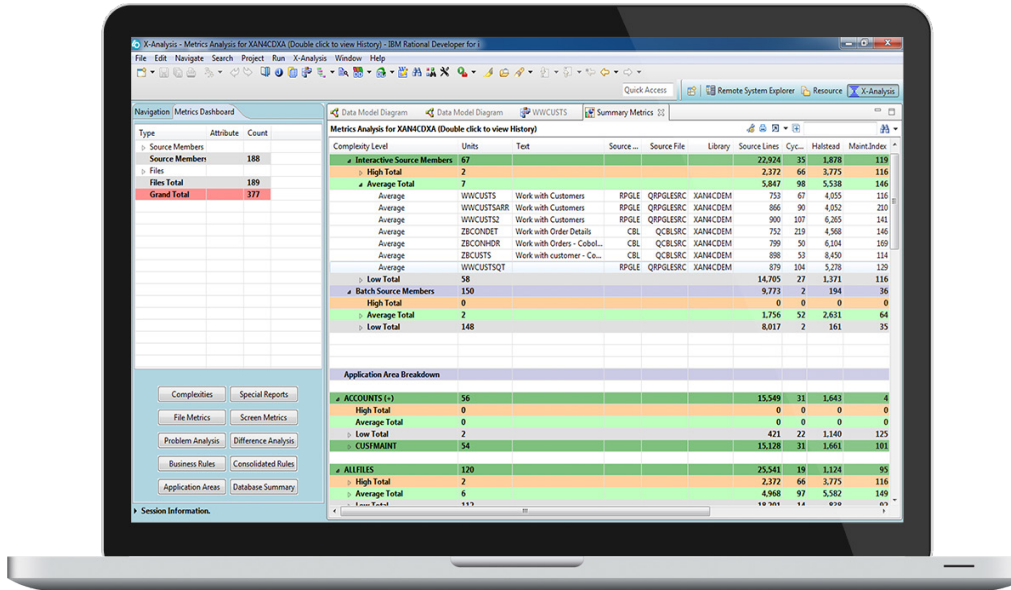 X-Analysis - Metrics Analysis for XAN4CDXA (Double click to view History) - IBM Rational Developer for i
File Edit Navigate Search Project Run X-Analysis Window Help
Quick Access Remote System Explorer Resource X-Analysis
Navigation Metrics Dashboard
Type Attribute Count
Source Members
Source Members 188
Files
Files Total 189
Grand Total 377
Complexities Special Reports
File Metrics Screen Metrics
Problem Analysis Difference Analysis
Business Rules Consolidated Rules
Application Areas Database Summary
Session Information.
Data Model Diagram Data Model Diagram WWCUSTS Summary Metrics
Metrics Analysis for XAN4CDXA (Double click to view History)
Complexity Level Units Text Source ... Source File Library Source Lines Cyc... Halstead Maint.Index
Interactive Source Members 67 22,924 35 1,878 119
High Total 2 2,372 66 3,775 116
Average Total 7 5,847 98 5,538 146
Average WWCUSTS Work with Customers RPGLE QRPGLESRC XAN4CDEM 753 67 4,055 116
Average WWCUSTSARR Work with Customers RPGLE QRPGLESRC XAN4CDEM 866 90 4,052 210
Average WWCUSTS2 Work with Customers RPGLE QRPGLESRC XAN4CDEM 900 107 6,265 141
Average ZBCONDET Work with Order Details CBL QCBLSRC XAN4CDEM 752 219 4,568 146
Average ZBCONHDR Work with Orders - Cobol... CBL QCBLSRC XAN4CDEM 799 50 6,104 169
Average ZBCUSTS Work with customer - Co... CBL QCBLSRC XAN4CDEM 898 53 8,450 114
Average WWCUSTSQT RPGLE QRPGLESRC XAN4CDEM 879 104 5,278 129
Low Total 58 14,705 27 1,371 116
Batch Source Members 150 9,773 2 194 36
High Total 0 0 0 0 0
Average Total 2 1,756 52 2,631 64
Low Total 148 8,017 2 161 35
Application Area Breakdown
ACCOUNTS (+) 56 15,549 31 1,643 4
High Total 0 0 0 0 0
Average Total 0 0 0 0 0
Low Total 2 421 22 1,140 125
CUSFMAINT 54 15,128 31 1,661 101
ALLFILES 120 25,541 19 1,124 95
High Total 2 2,372 66 3,775 116
Average Total 6 4,968 97 5,582 149
Low Total 112 18,201 14 828 92